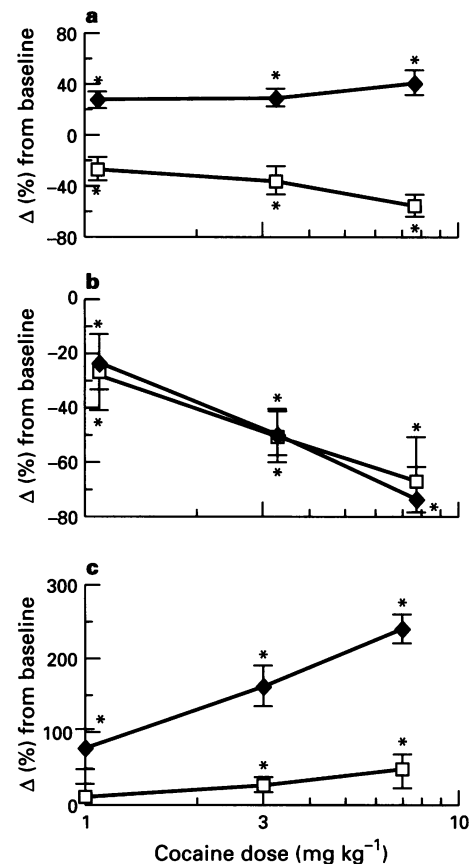 a
80
40
0
−40
−80
Δ (%) from baseline
* * *
* * *
b
0
−20
−40
−60
−80
Δ (%) from baseline
* * *
* * *
c
300
200
100
0
Δ (%) from baseline
* * *
* *
1 3 10
Cocaine dose (mg kg⁻¹)